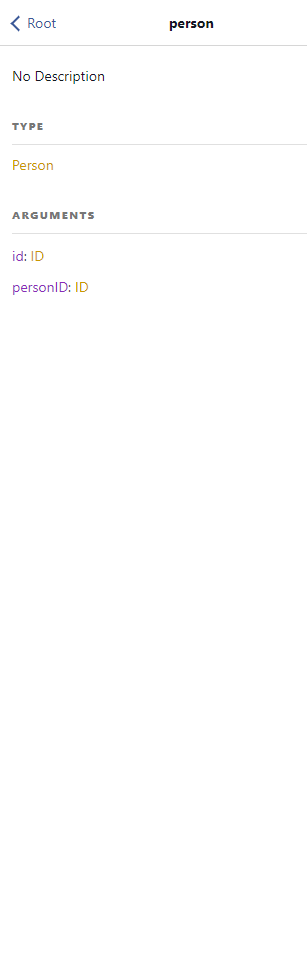 Root
person
No Description
TYPE
Person
ARGUMENTS
id: ID
personID: ID